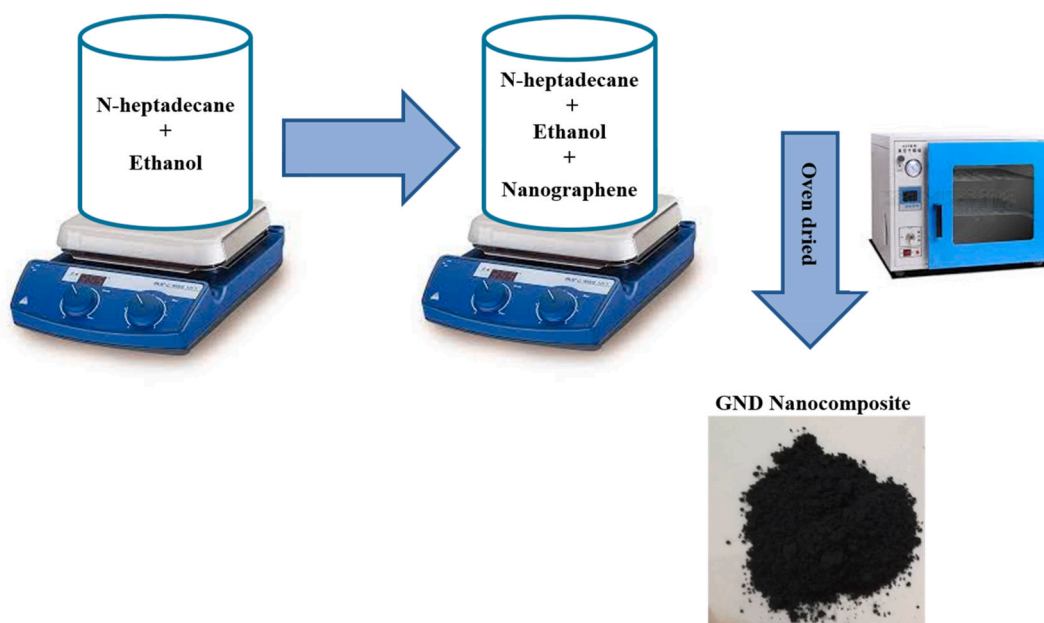 N-heptadecane
+
Ethanol
N-heptadecane
+
Ethanol
+
Nanographene
Oven dried
GND Nanocomposite